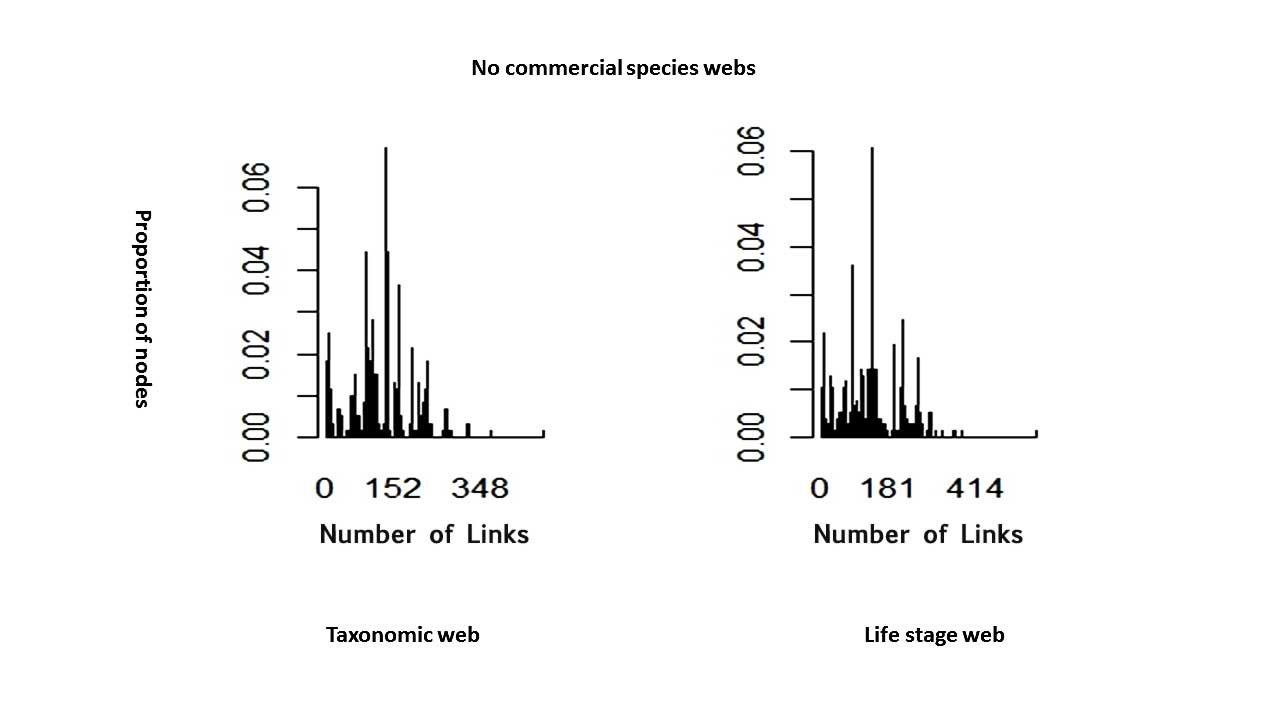 No commercial species webs
Proportion of nodes
0.06
0.04
0.02
0.00
0 152 348
Number of Links
Taxonomic web
0.06
0.04
0.02
0.00
0 181 414
Number of Links
Life stage web